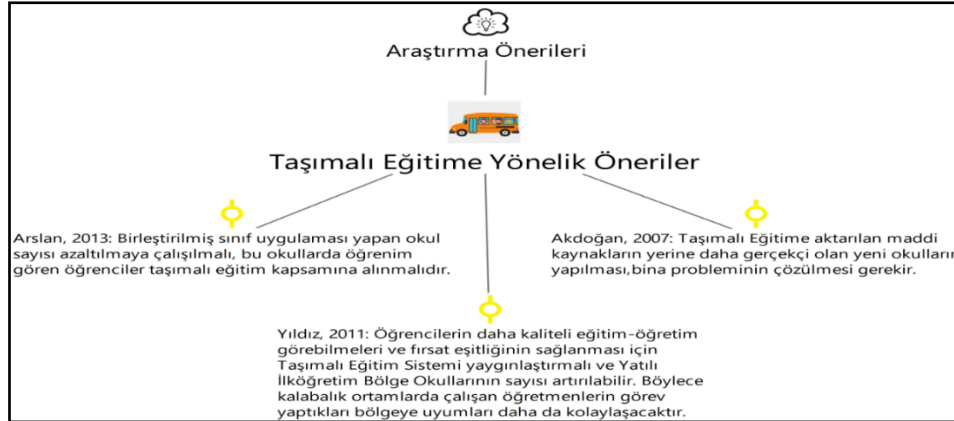 Araştırma Önerileri
Taşımalı Eğitime Yönelik Öneriler
Arslan, 2013: Birleştirilmiş sınıf uygulaması yapan okul
sayısı azaltılmaya çalışılmalı, bu okullarda öğrenim
gören öğrenciler taşımalı eğitim kapsamına alınmalıdır.
Akdoğan, 2007: Taşımalı Eğitime aktarılan maddi
kaynakların yerine daha gerçekçi olan yeni okulların
yapılması,bina probleminin çözülmesi gerekir.
Yıldız, 2011: Öğrencilerin daha kaliteli eğitim-öğretim
görebilmeleri ve fırsat eşitliğinin sağlanması için
Taşımalı Eğitim Sistemi yaygınlaştırmalı ve Yatılı
İlköğretim Bölge Okullarının sayısı artırılabilir. Böylece
kalabalık ortamlarda çalışan öğretmenlerin görev
yaptıkları bölgeye uyumları daha da kolaylaşacaktır.